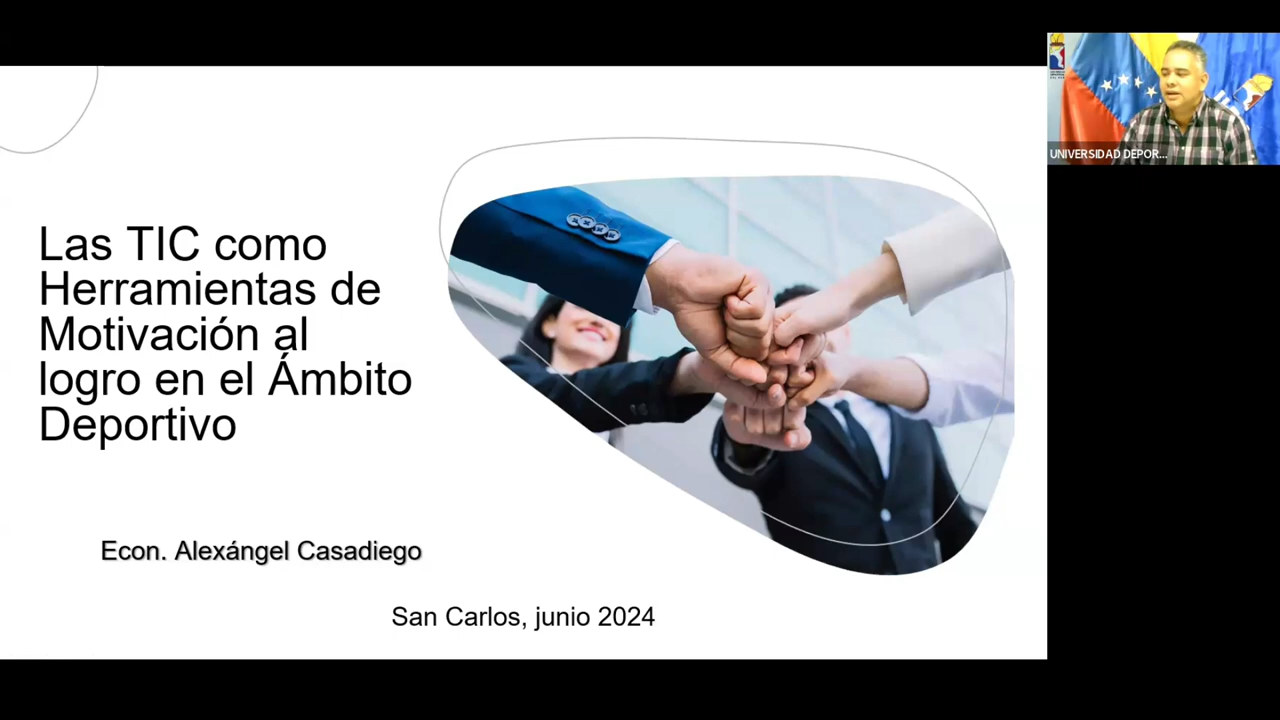 Las TIC como
Herramientas de
Motivación al
logro en el Ámbito
Deportivo
Econ. Alexángel Casadiego
San Carlos, junio 2024
UNIVERSIDAD DEPOR...